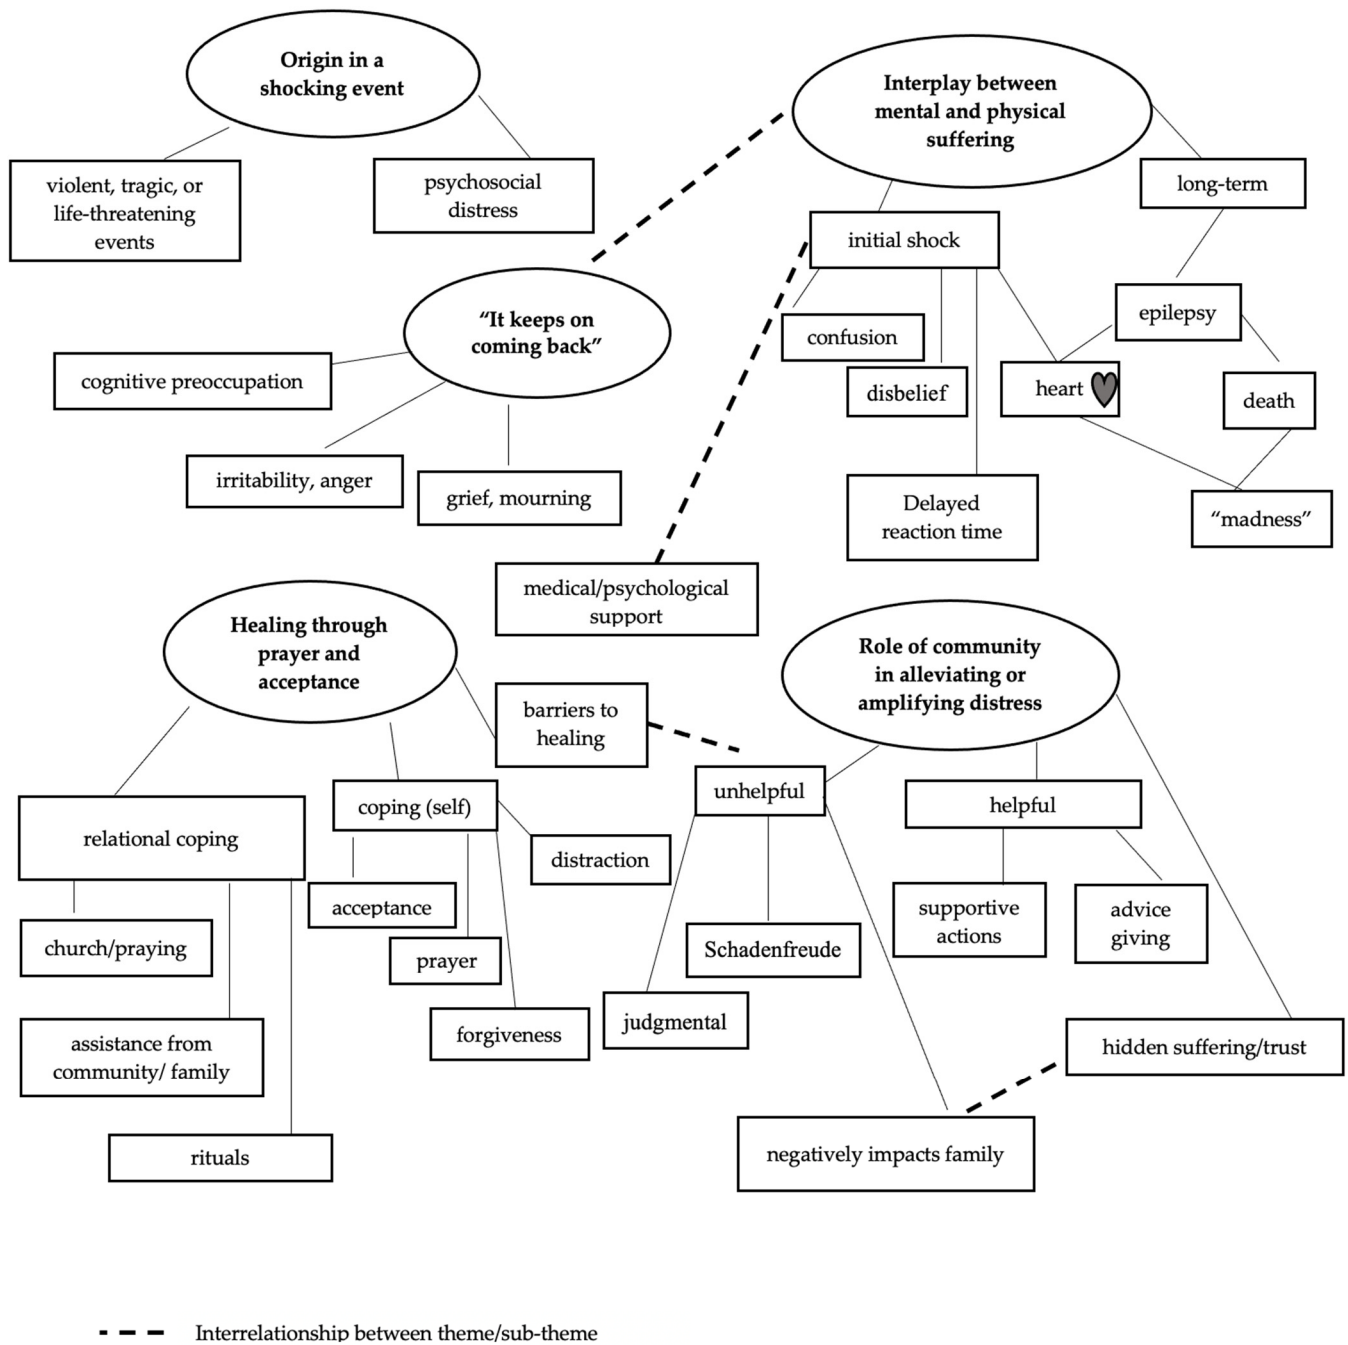 Origin in a
shocking event
violent, tragic, or
life-threatening
events
psychosocial
distress
Interplay between
mental and physical
suffering
long-term
initial shock
epilepsy
confusion
disbelief
heart
death
Delayed
reaction time
“madness”
“It keeps on
coming back”
cognitive preoccupation
irritability, anger
grief, mourning
medical/psychological
support
Healing through
prayer and
acceptance
barriers to
healing
relational coping
coping (self)
distraction
acceptance
church/praying
prayer
forgiveness
assistance from
community/ family
rituals
Role of community
in alleviating or
amplifying distress
unhelpful
helpful
supportive
actions
advice
giving
Schadenfreude
judgmental
hidden suffering/trust
negatively impacts family
Interrelationship between theme/sub-theme